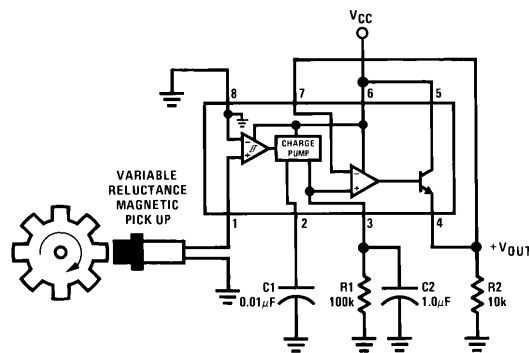 VCC
8
7
6
5
CHARGE
PUMP
VARIABLE
RELUCTANCE
MAGNETIC
PICK UP
1
2
3
4
+VOUT
C1
0.01μF
R1
100k
C2
1.0μF
R2
10k